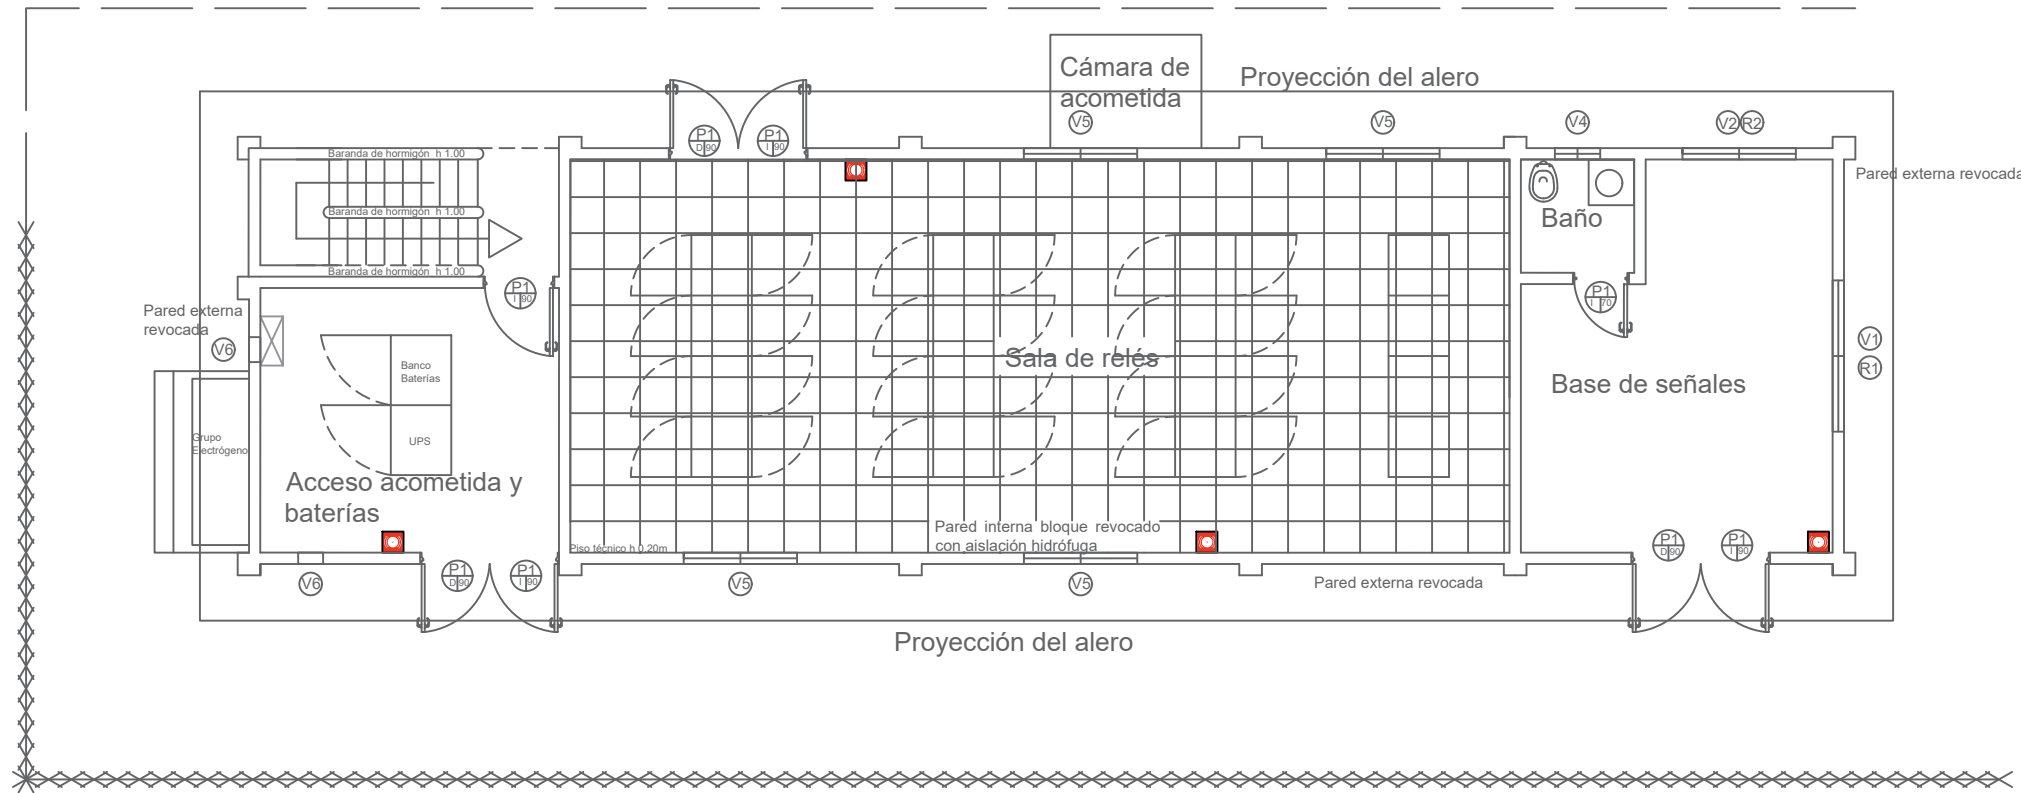 Cámara de
acometida
Proyección del alero
V5
V5
V4
V2
R2
P1
D 90
P1
I 90
Baranda de hormigón h 1.00
Baranda de hormigón h 1.00
Baranda de hormigón h 1.00
Pared externa revocada
Baño
P1
I 90
P1
I 70
Pared externa
revocada
V6
V1
R1
Sala de relés
Base de señales
Banco
Baterías
UPS
Grupo
Electrógeno
Acceso acometida y
baterías
Pared interna bloque revocado
con aislación hidrófuga
Piso técnico h 0,20m
P1
D 90
P1
I 90
V6
P1
D 90
P1
I 90
V5
V5
Pared externa revocada
Proyección del alero